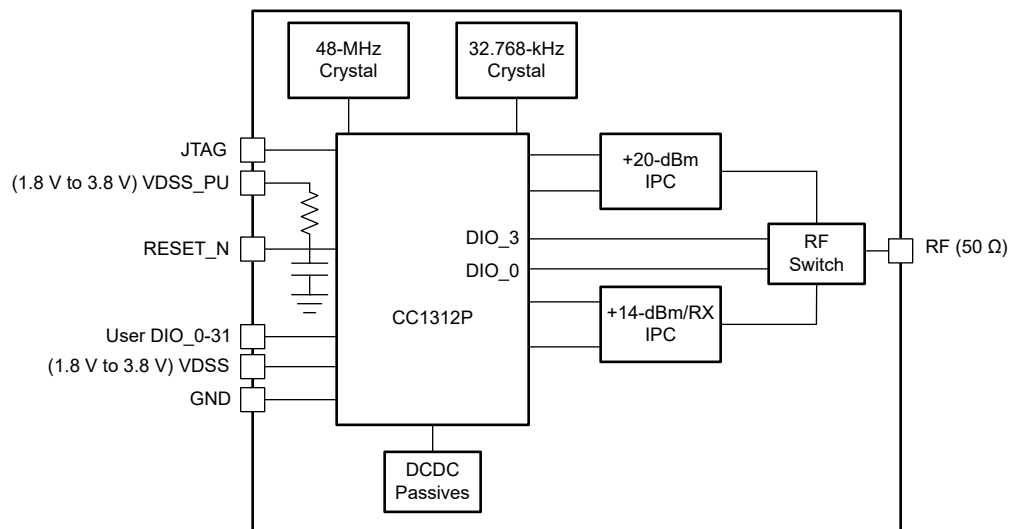 48-MHz
Crystal
32.768-kHz
Crystal
JTAG
(1.8 V to 3.8 V) VDSS_PU
RESET_N
User DIO_0-31
(1.8 V to 3.8 V) VDSS
GND
CC1312P
DIO_3
DIO_0
+20-dBm
IPC
+14-dBm/RX
IPC
RF
Switch
RF (50 Ω)
DCDC
Passives